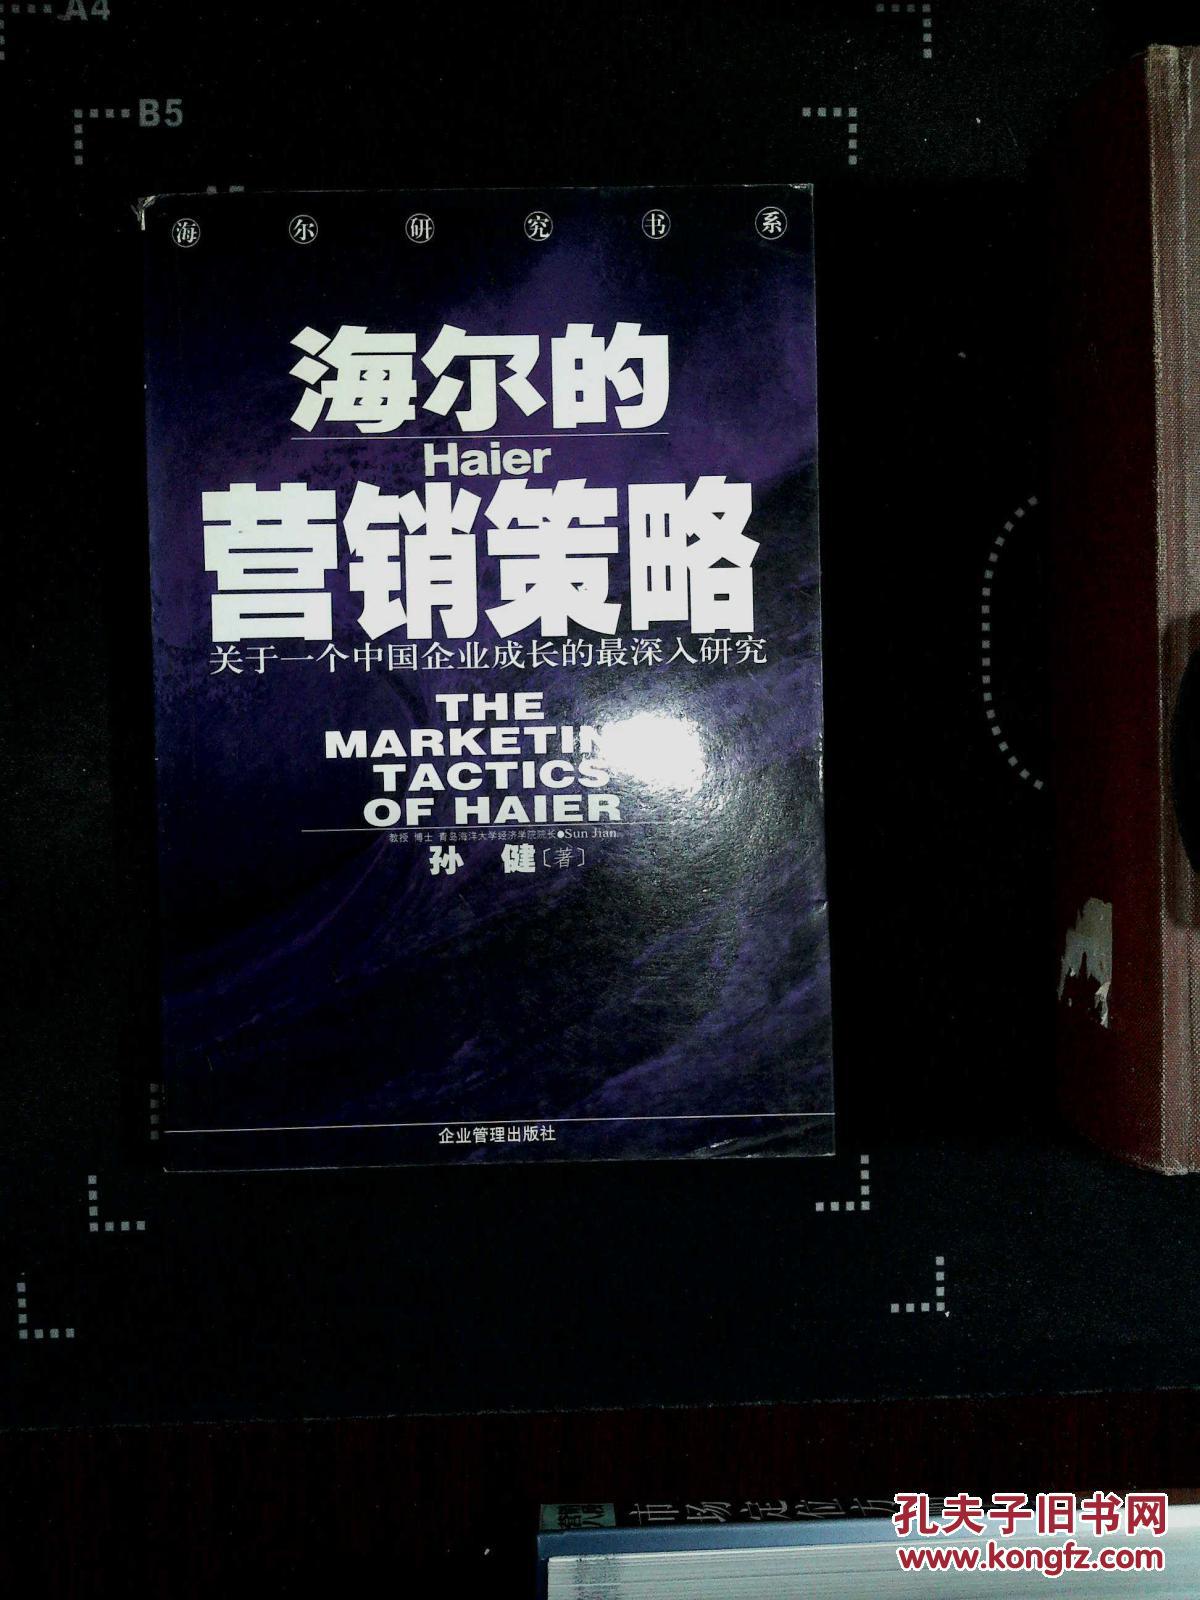 A4
B5
海尔研究书系
海尔的
Haier
营销策略
关于一个中国企业成长的最深入研究
THE
MARKETIN
TACTICS
OF HAIER
教授 博士 青岛海洋大学经济学院院长●Sun Jian
孙 健〔著〕
企业管理出版社
市场定位方
孔夫子旧书网
www.kongfz.com